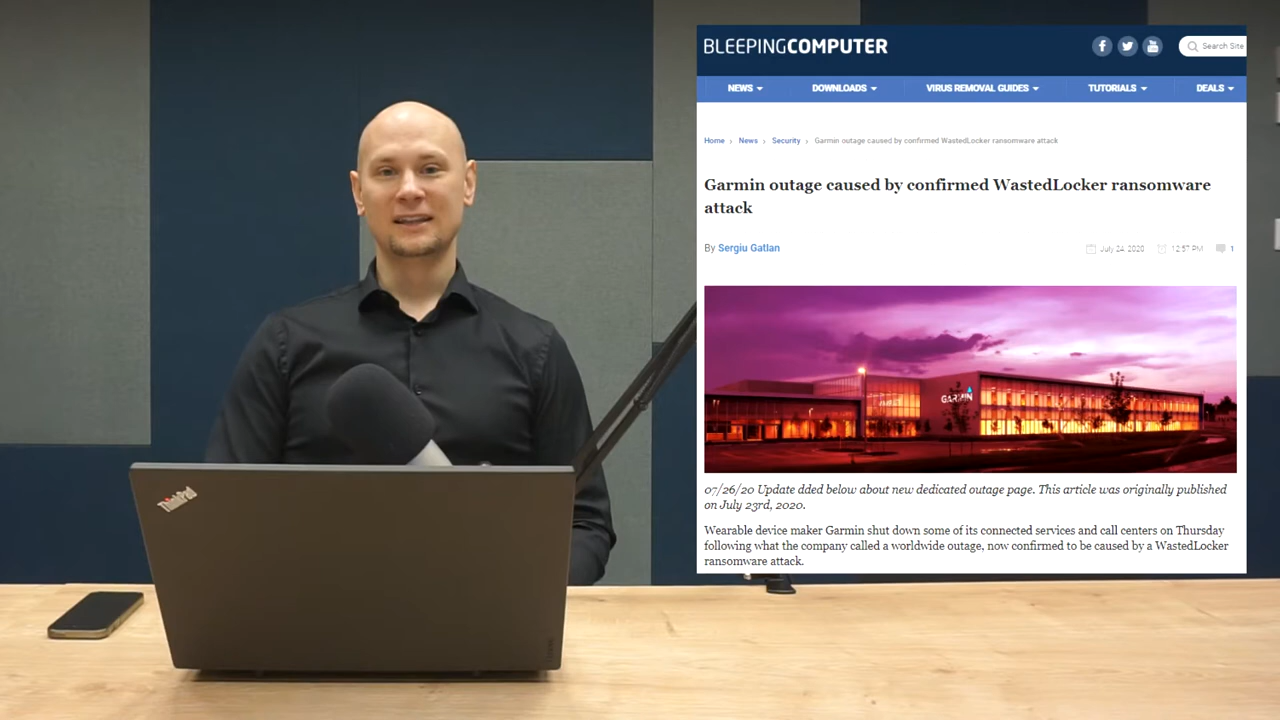 BLEEPINGCOMPUTER
Search Site
NEWS
DOWNLOADS
VIRUS REMOVAL GUIDES
TUTORIALS
DEALS
Home › News › Security › Garmin outage caused by confirmed WastedLocker ransomware attack
Garmin outage caused by confirmed WastedLocker ransomware
attack
By Sergiu Gatlan
July 24, 2020
12:57 PM
1
GARMIN
07/26/20 Update dded below about new dedicated outage page. This article was originally published
on July 23rd, 2020.
Wearable device maker Garmin shut down some of its connected services and call centers on Thursday
following what the company called a worldwide outage, now confirmed to be caused by a WastedLocker
ransomware attack.
ThinkPad